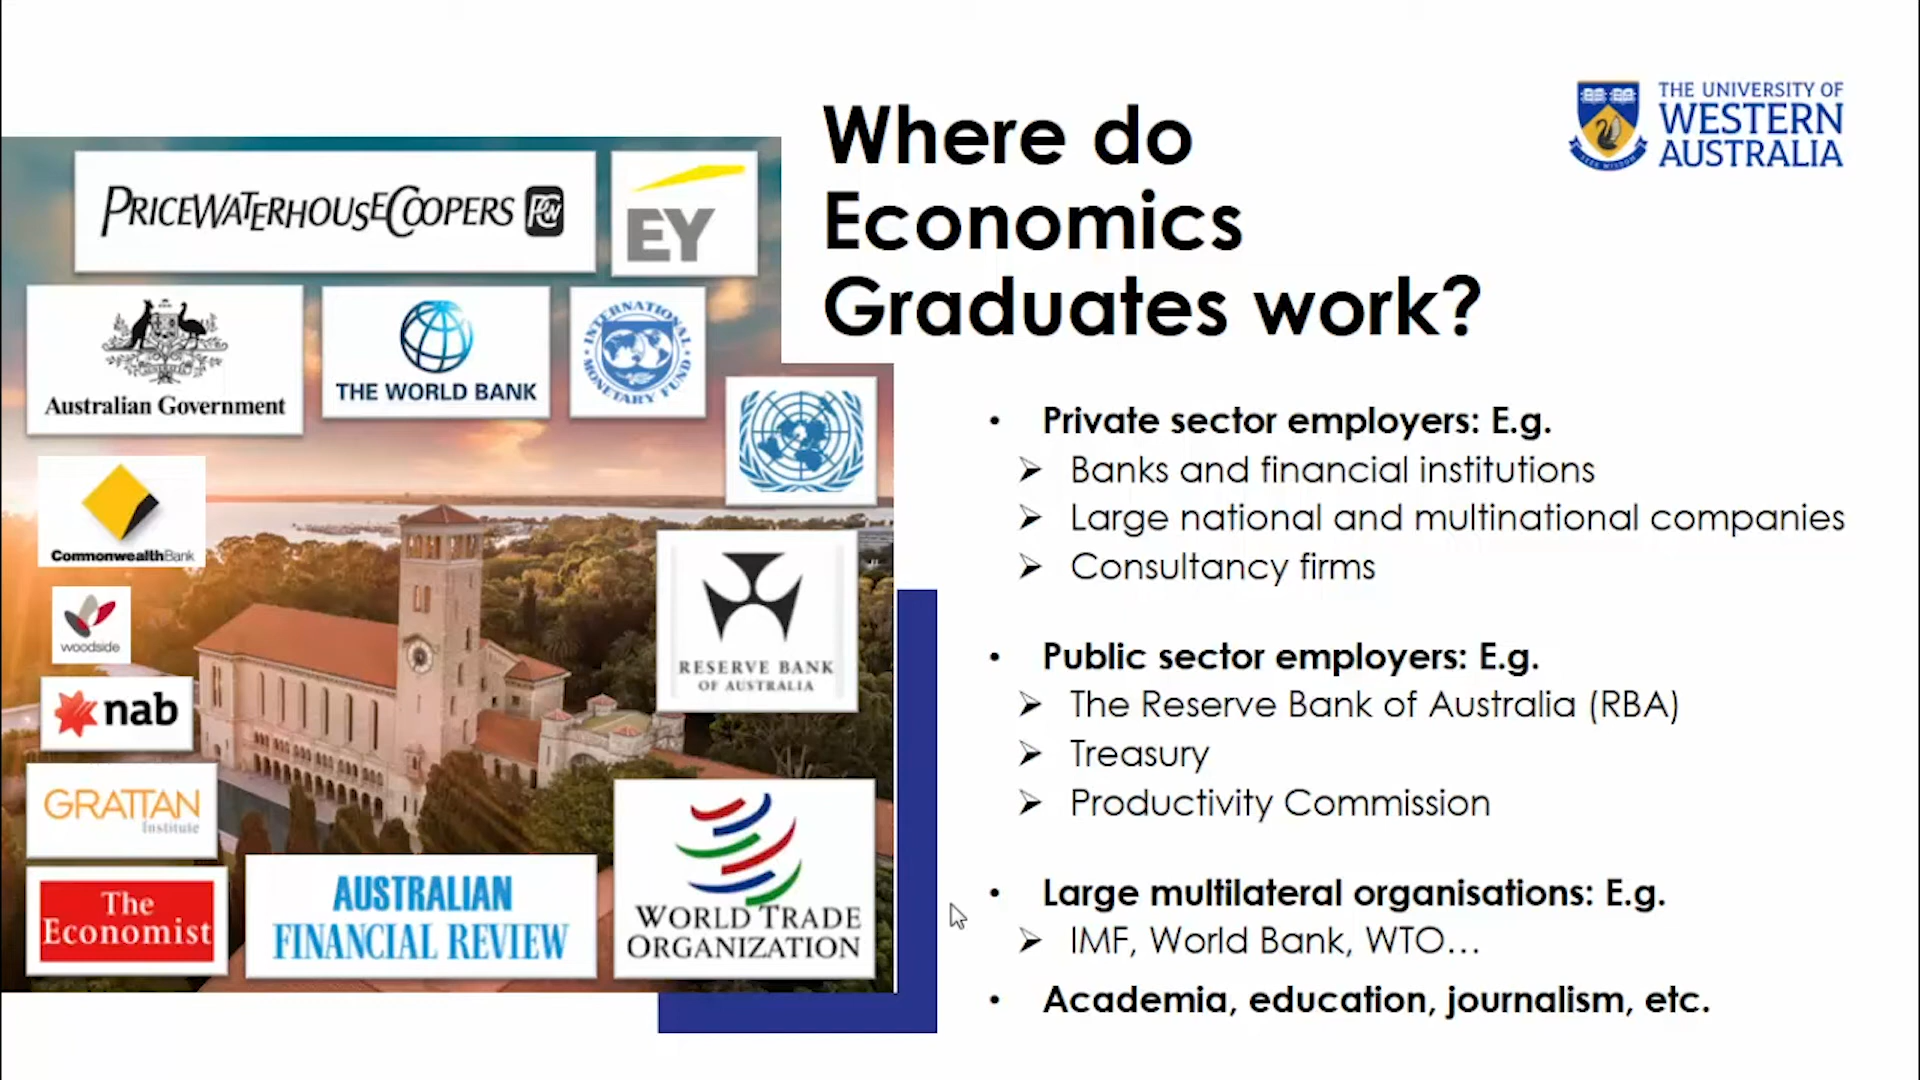 Where do
Economics
Graduates work?
THE UNIVERSITY OF
WESTERN
AUSTRALIA
PRICEWATERHOUSECOOPERS PwC
EY
Australian Government
THE WORLD BANK
INTERNATIONAL MONETARY FUND
CommonwealthBank
woodside
nab
GRATTAN
Institute
The
Economist
AUSTRALIAN
FINANCIAL REVIEW
RESERVE BANK
OF AUSTRALIA
WORLD TRADE
ORGANIZATION
• Private sector employers: E.g.
➢ Banks and financial institutions
➢ Large national and multinational companies
➢ Consultancy firms
• Public sector employers: E.g.
➢ The Reserve Bank of Australia (RBA)
➢ Treasury
➢ Productivity Commission
• Large multilateral organisations: E.g.
➢ IMF, World Bank, WTO...
• Academia, education, journalism, etc.